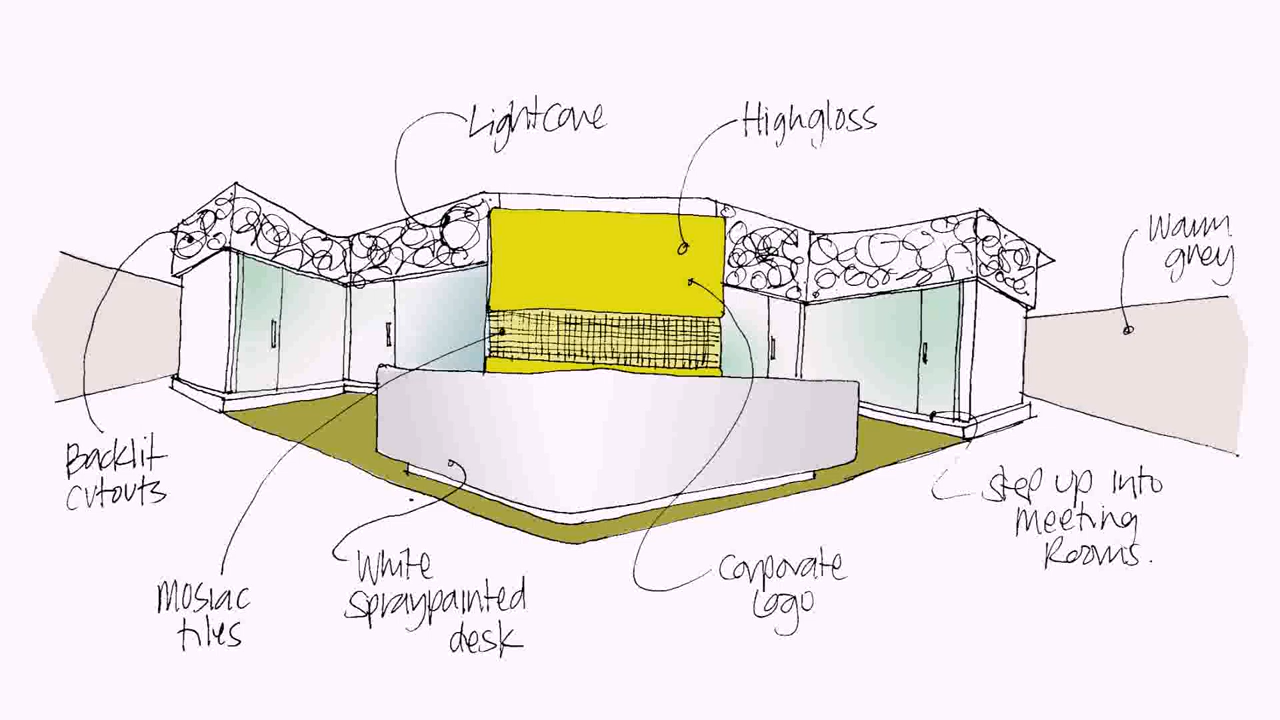 Lightcove
Highgloss
Warm
grey
Backlit
cutouts
Step up into
Meeting
Rooms.
Mosiac
tiles
White
spraypainted
desk
Corporate
Logo